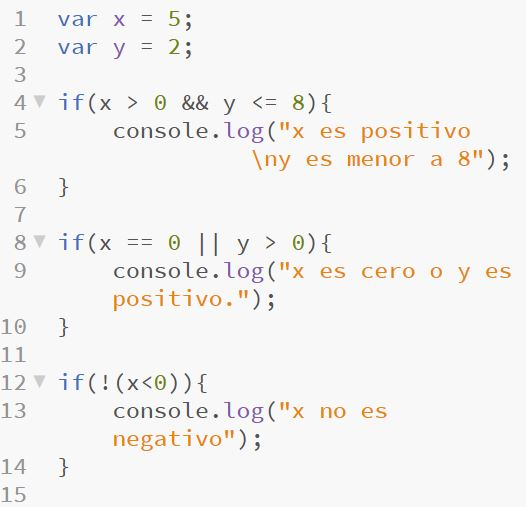 1 var x = 5;
2 var y = 2;
3
4 if(x > 0 && y <= 8){
5     console.log("x es positivo
              \ny es menor a 8");
6 }
7
8 if(x == 0 || y > 0){
9     console.log("x es cero o y es
    positivo.");
10 }
11
12 if(!(x<0)){
13     console.log("x no es
    negativo");
14 }
15